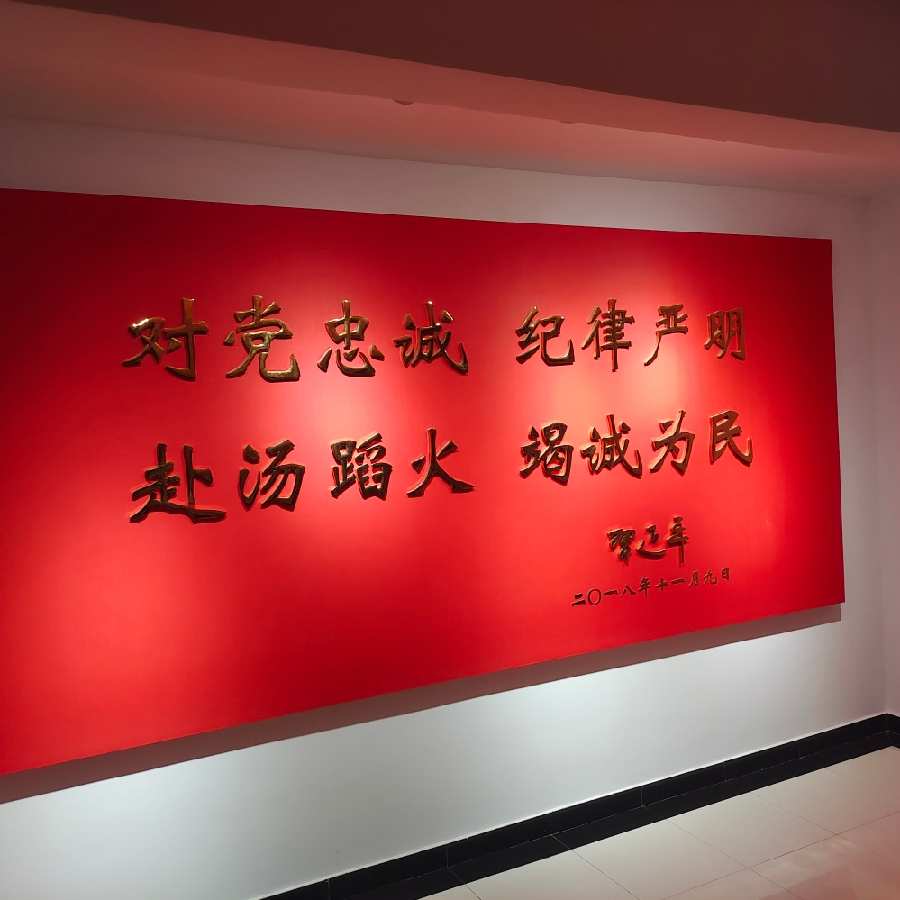 对党忠诚 纪律严明
赴汤蹈火 竭诚为民
习近平
二〇一八年十一月九日